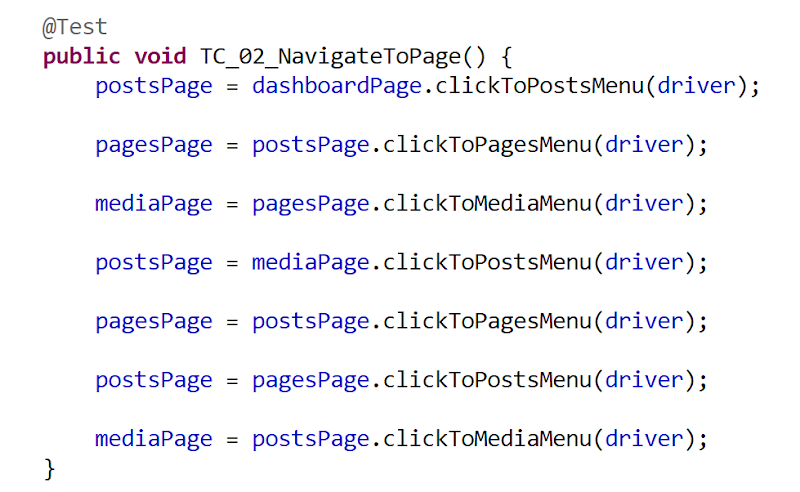 @Test
public void TC_02_NavigateToPage() {
postsPage = dashboardPage.clickToPostsMenu(driver);
pagesPage = postsPage.clickToPagesMenu(driver);
mediaPage = pagesPage.clickToMediaMenu(driver);
postsPage = mediaPage.clickToPostsMenu(driver);
pagesPage = postsPage.clickToPagesMenu(driver);
postsPage = pagesPage.clickToPostsMenu(driver);
mediaPage = postsPage.clickToMediaMenu(driver);
}